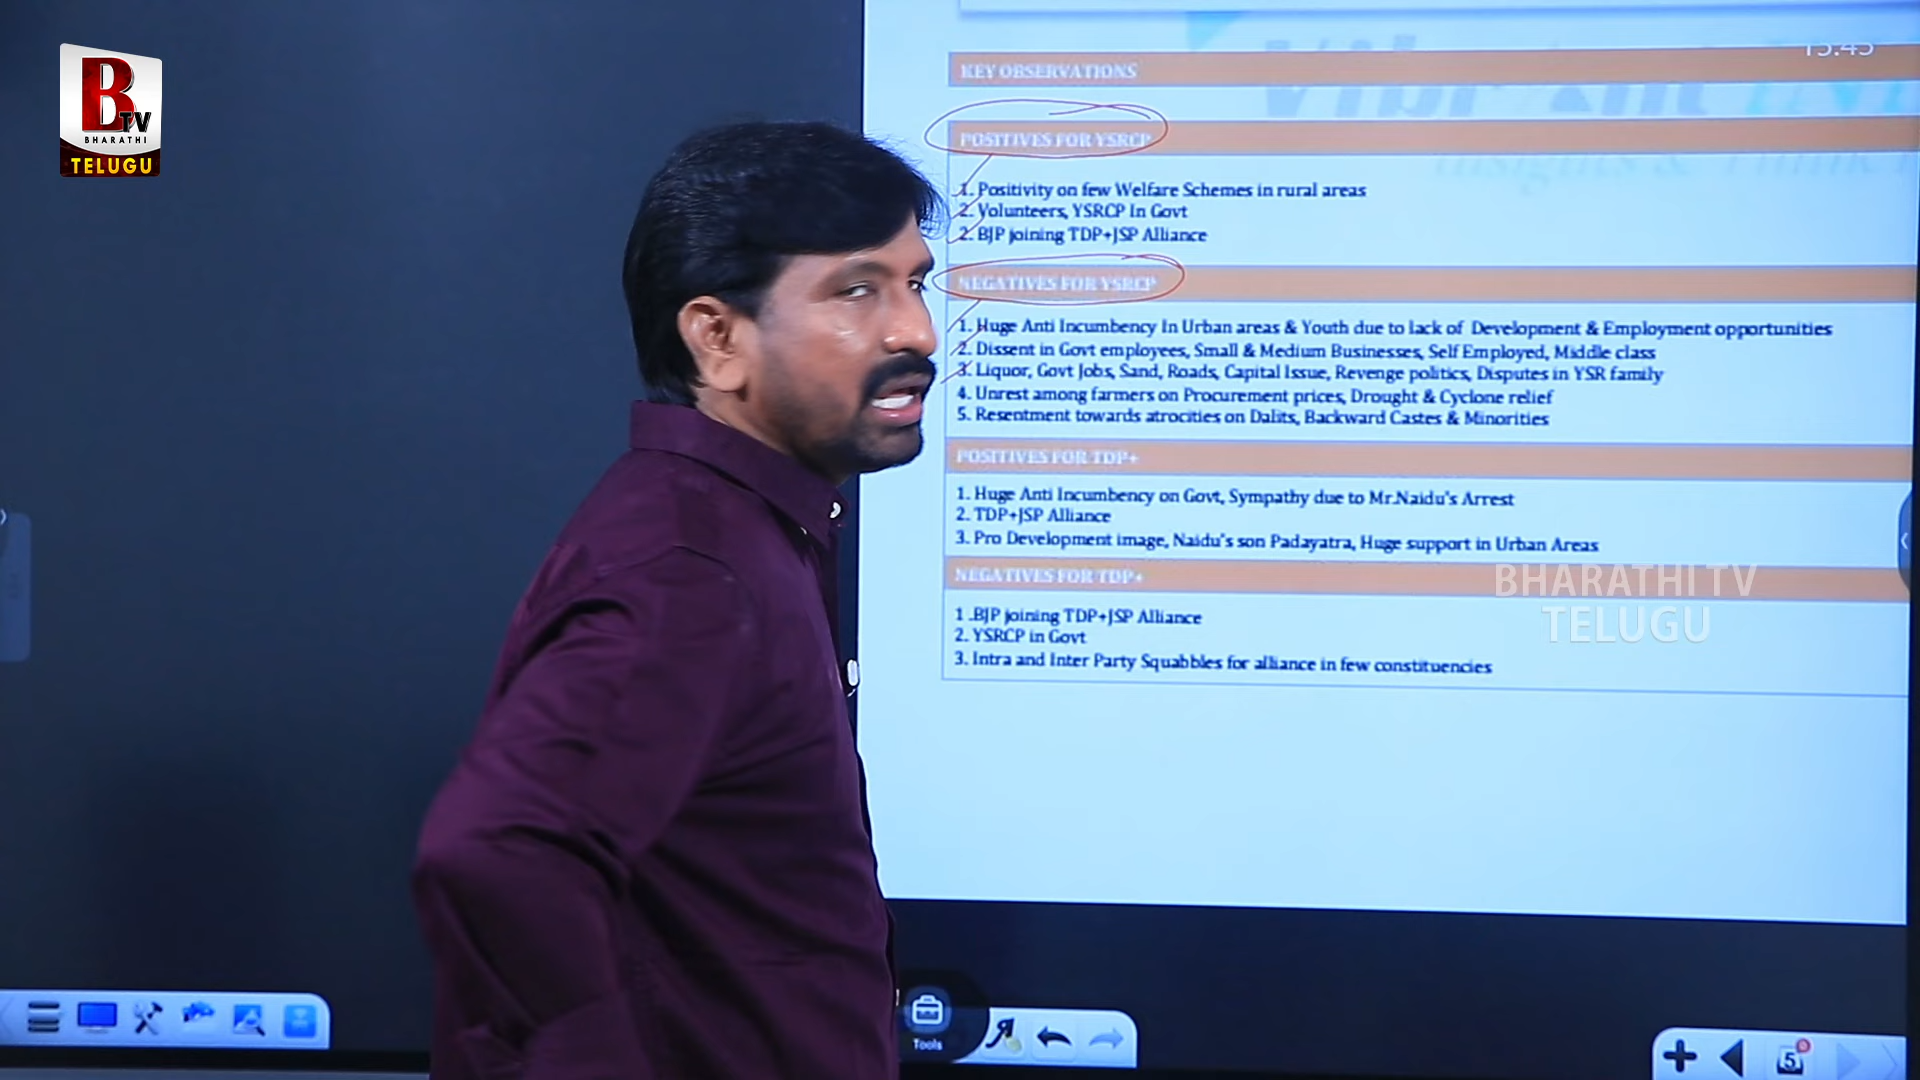 B
TV
BHARATHI
TELUGU
15:45
KEY OBSERVATIONS
POSITIVES FOR YSRCP
1. Positivity on few Welfare Schemes in rural areas
2. Volunteers, YSRCP In Govt
2. BJP joining TDP+JSP Alliance
NEGATIVES FOR YSRCP
1. Huge Anti Incumbency In Urban areas & Youth due to lack of Development & Employment opportunities
2. Dissent in Govt employees, Small & Medium Businesses, Self Employed, Middle class
3. Liquor, Govt Jobs, Sand, Roads, Capital Issue, Revenge politics, Disputes in YSR family
4. Unrest among farmers on Procurement prices, Drought & Cyclone relief
5. Resentment towards atrocities on Dalits, Backward Castes & Minorities
POSITIVES FOR TDP+
1. Huge Anti Incumbency on Govt, Sympathy due to Mr.Naidu's Arrest
2. TDP+JSP Alliance
3. Pro Development image, Naidu's son Padayatra, Huge support in Urban Areas
NEGATIVES FOR TDP+
1 .BJP joining TDP+JSP Alliance
2. YSRCP in Govt
3. Intra and Inter Party Squabbles for alliance in few constituencies
BHARATHI TV
TELUGU
Tools
5